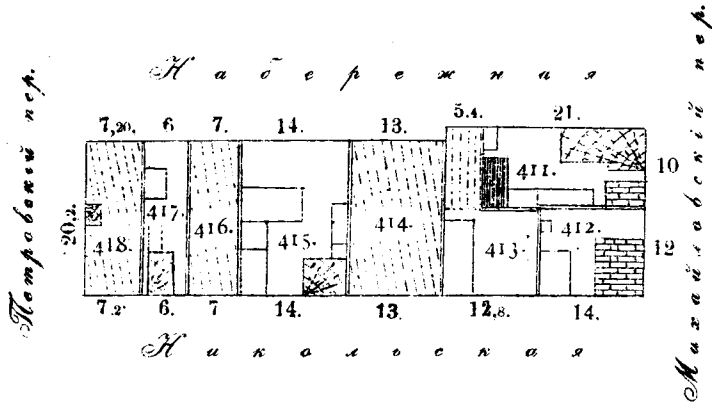 Набережная
Петровскій пер.
Михайловскій пер.
7,20. 6 7. 14. 13. 5.4. 21.
10
411.
417. 416. 412.
20,2. 418. 415. 414. 413. 12
7.2. 6. 7 14. 13. 12,8. 14.
Никольская